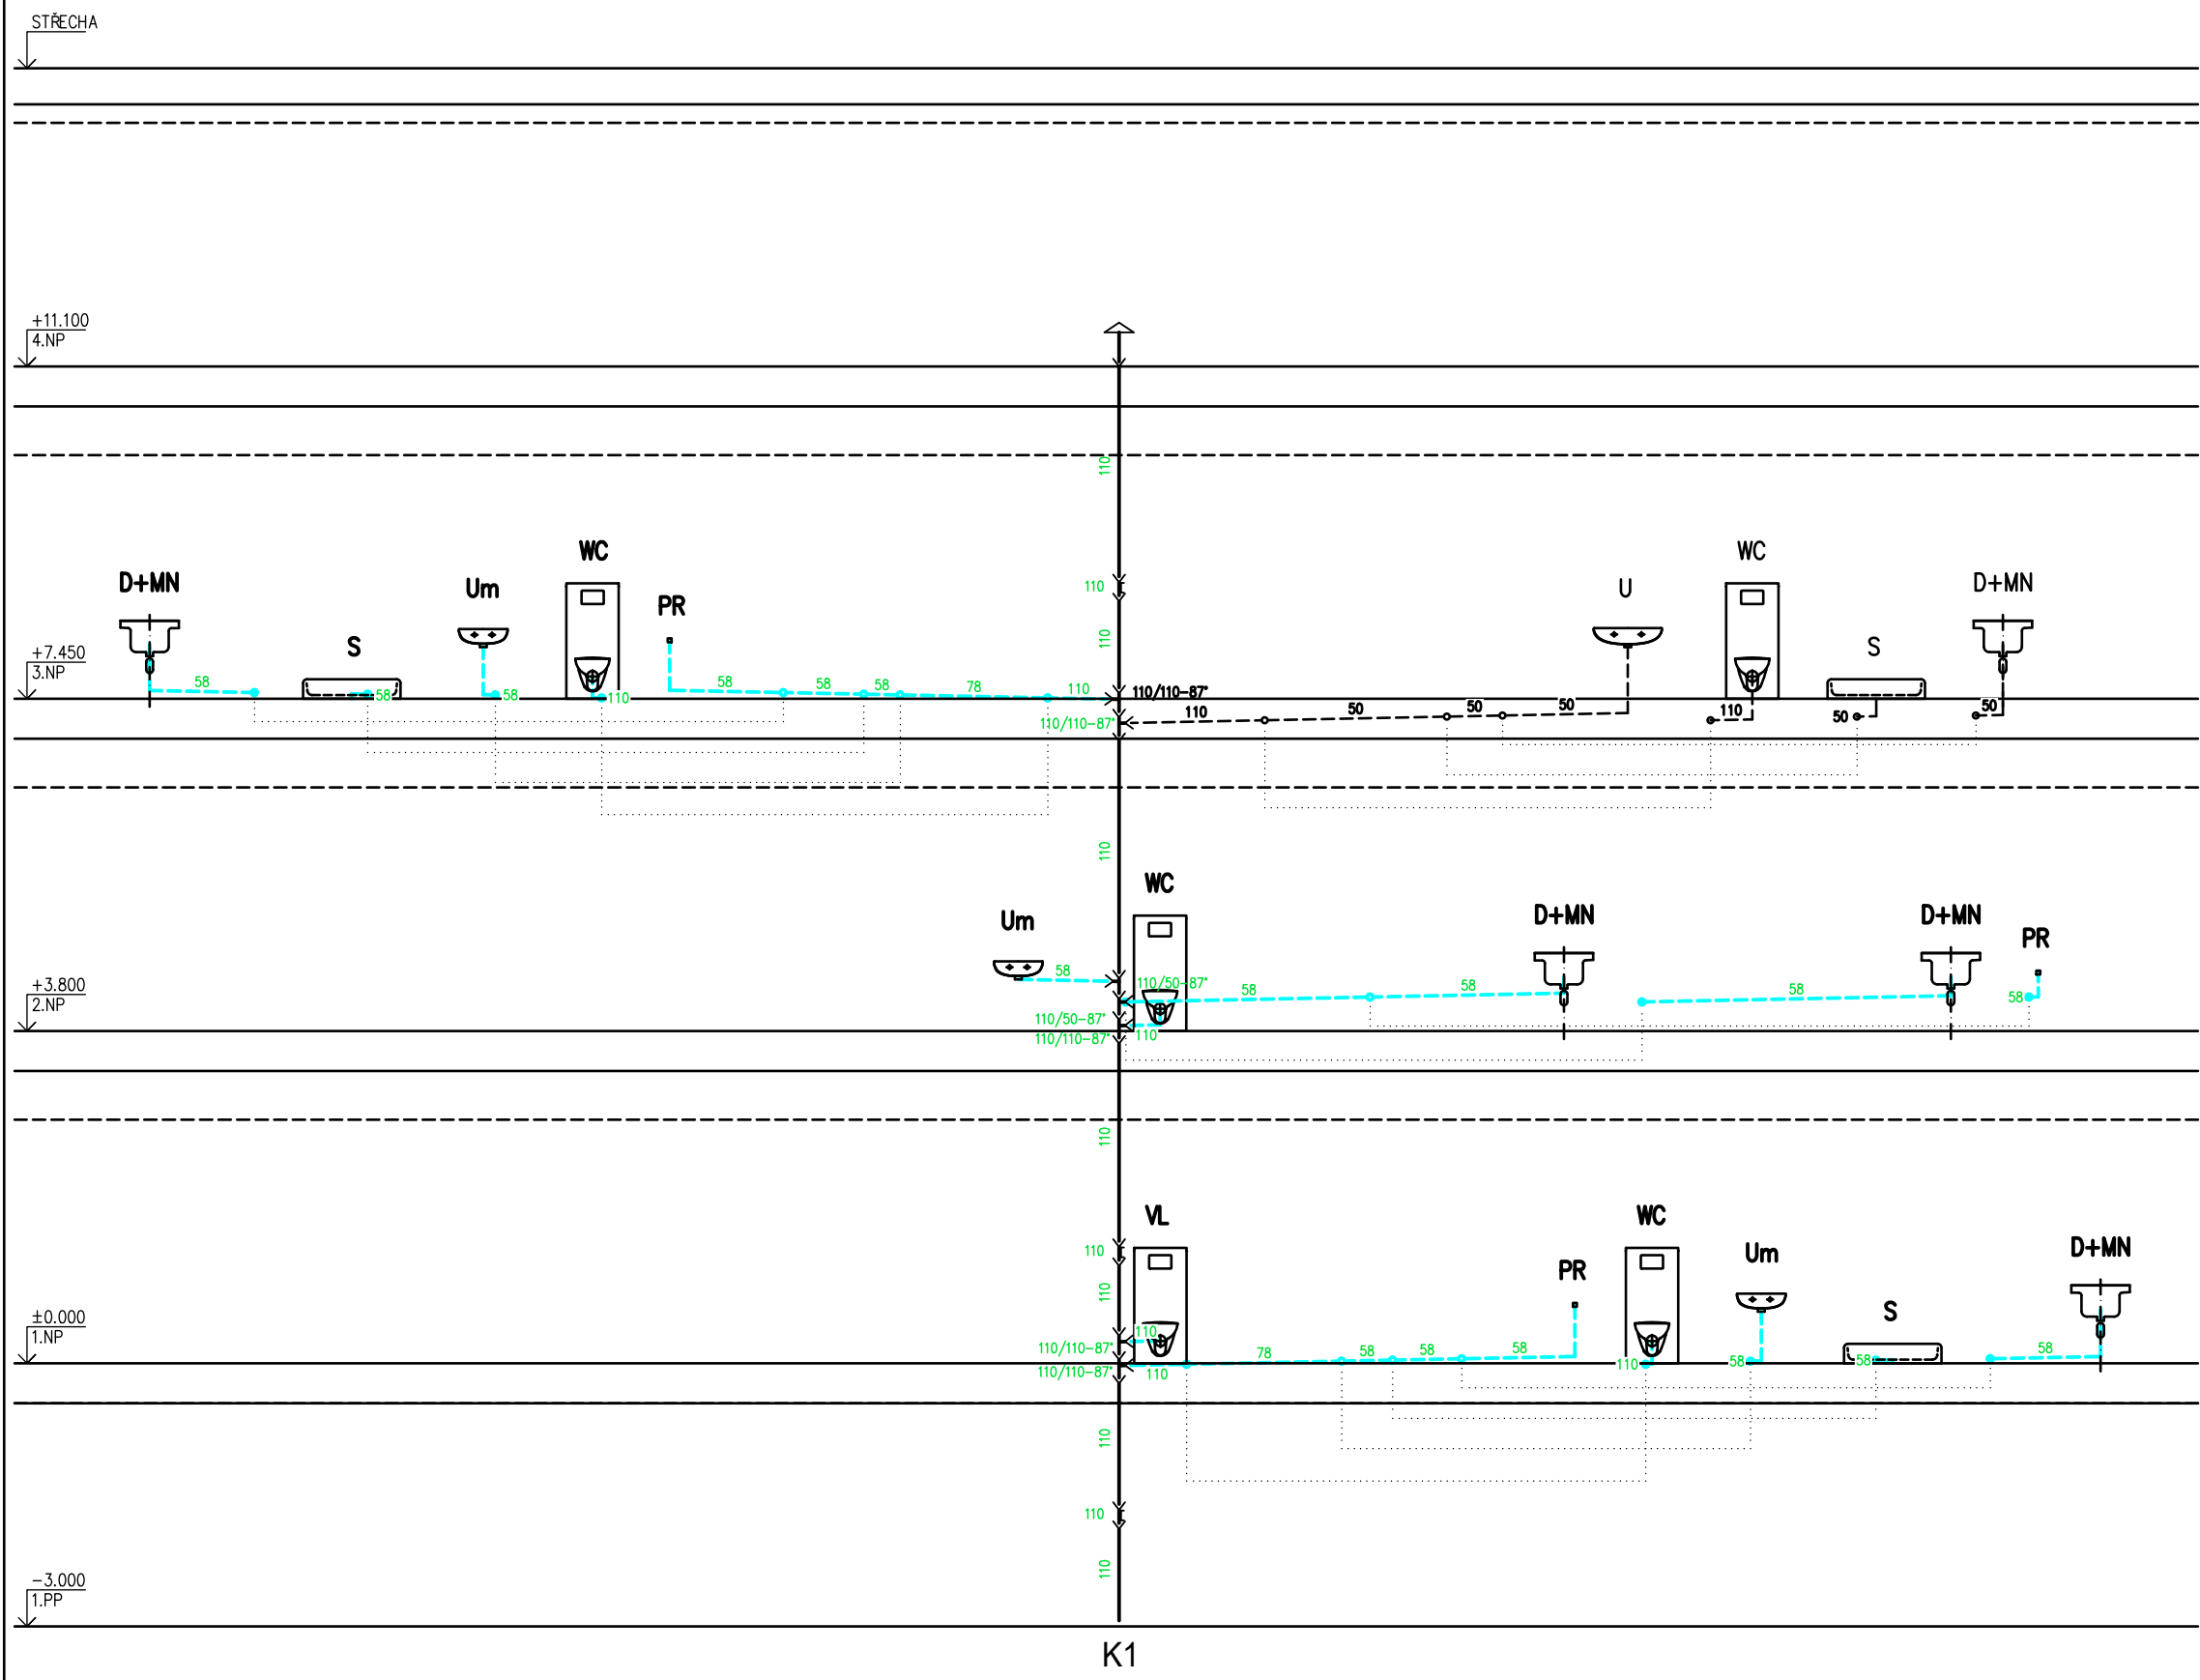 STŘECHA
+11.100
4.NP
110
WC
WC
110
D+MN
Um
U
D+MN
PR
110
S
S
+7.450
3.NP
58
58
58
58
78
110
58
58
110
110/110-87°
110/110-87°
110
50
50
50
110
50
50
110
WC
Um
D+MN
D+MN
PR
58
110/50-87°
+3.800
2.NP
58
58
58
58
110/50-87°
110/110-87°
110
110
VL
WC
110
Um
D+MN
PR
110
±0.000
1.NP
S
110
110/110-87°
78
58
58
58
110
58
58
58
110/110-87°
110
110
110
-3.000
1.PP
110
K1